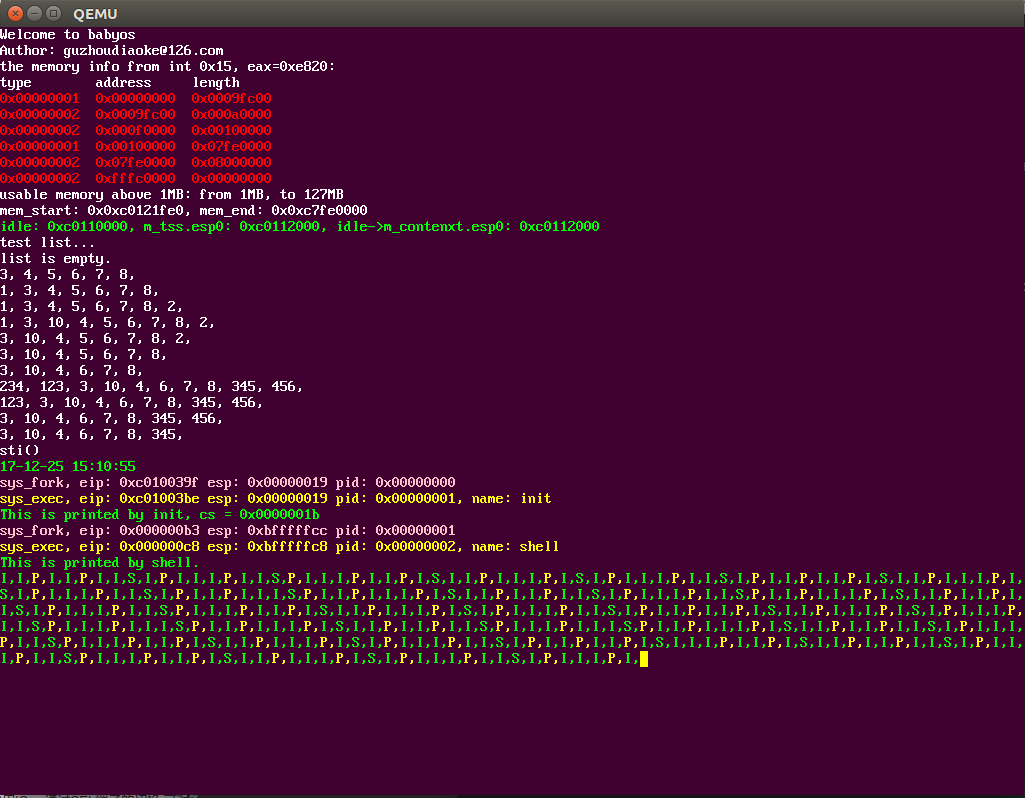 QEMU
Welcome to babyos
Author: guzhoudiaoke@126.com
the memory info from int 0x15, eax=0xe820:
type address length
0x00000001 0x00000000 0x0009fc00
0x00000002 0x0009fc00 0x000a0000
0x00000002 0x000f0000 0x00100000
0x00000001 0x00100000 0x07fe0000
0x00000002 0x07fe0000 0x08000000
0x00000002 0xfffc0000 0x00000000
usable memory above 1MB: from 1MB, to 127MB
mem_start: 0x0xc0121fe0, mem_end: 0x0xc7fe0000
idle: 0xc0110000, m_tss.esp0: 0xc0112000, idle->m_contenxt.esp0: 0xc0112000
test list...
list is empty.
3, 4, 5, 6, 7, 8,
1, 3, 4, 5, 6, 7, 8,
1, 3, 4, 5, 6, 7, 8, 2,
1, 3, 10, 4, 5, 6, 7, 8, 2,
3, 10, 4, 5, 6, 7, 8, 2,
3, 10, 4, 5, 6, 7, 8,
3, 10, 4, 6, 7, 8,
234, 123, 3, 10, 4, 6, 7, 8, 345, 456,
123, 3, 10, 4, 6, 7, 8, 345, 456,
3, 10, 4, 6, 7, 8, 345, 456,
3, 10, 4, 6, 7, 8, 345,
sti()
17-12-25 15:10:55
sys_fork, eip: 0xc010039f esp: 0x00000019 pid: 0x00000000
sys_exec, eip: 0xc01003be esp: 0x00000019 pid: 0x00000001, name: init
This is printed by init, cs = 0x0000001b
sys_fork, eip: 0x000000b3 esp: 0xbfffffcc pid: 0x00000001
sys_exec, eip: 0x000000c8 esp: 0xbfffffc8 pid: 0x00000002, name: shell
This is printed by shell.
I,I,P,I,I,P,I,I,S,I,P,I,I,I,P,I,I,S,P,I,I,I,P,I,I,P,I,S,I,I,P,I,I,I,P,I,S,I,P,I,I,I,P,I,I,S,I,P,I,I,P,I,I,P,I,S,I,I,P,I,I,I,P,I,
S,I,P,I,I,P,I,I,S,I,P,I,I,I,P,I,I,S,P,I,I,I,P,I,I,P,I,S,I,I,P,I,I,I,P,I,S,I,P,I,I,I,P,I,I,S,I,P,I,I,P,I,I,P,I,S,I,I,P,I,I,I,P,I,
I,S,I,P,I,I,P,I,I,I,S,P,I,I,I,P,I,I,P,I,S,I,I,P,I,I,I,P,I,S,I,P,I,I,I,P,I,I,S,I,P,I,I,P,I,I,P,I,S,I,I,P,I,I,I,P,I,S,I,P,I,I,I,P,
I,I,S,P,I,I,I,P,I,I,I,S,P,I,I,I,P,I,I,P,I,S,I,I,P,I,I,P,I,I,S,P,I,I,I,P,I,I,I,S,P,
P,I,I,S,P,I,I,I,P,I,I,P,I,S,I,I,P,I,I,I,P,I,S,I,P,I,I,I,P,I,I,S,I,P,I,I,P,I,I,P,I,S,I,I,
I,P,I,I,S,P,I,I,I,P,I,I,P,I,S,I,I,P,I,I,I,P,I,S,I,P,I,I,I,P,I,I,S,I,P,I,I,I,P,I,